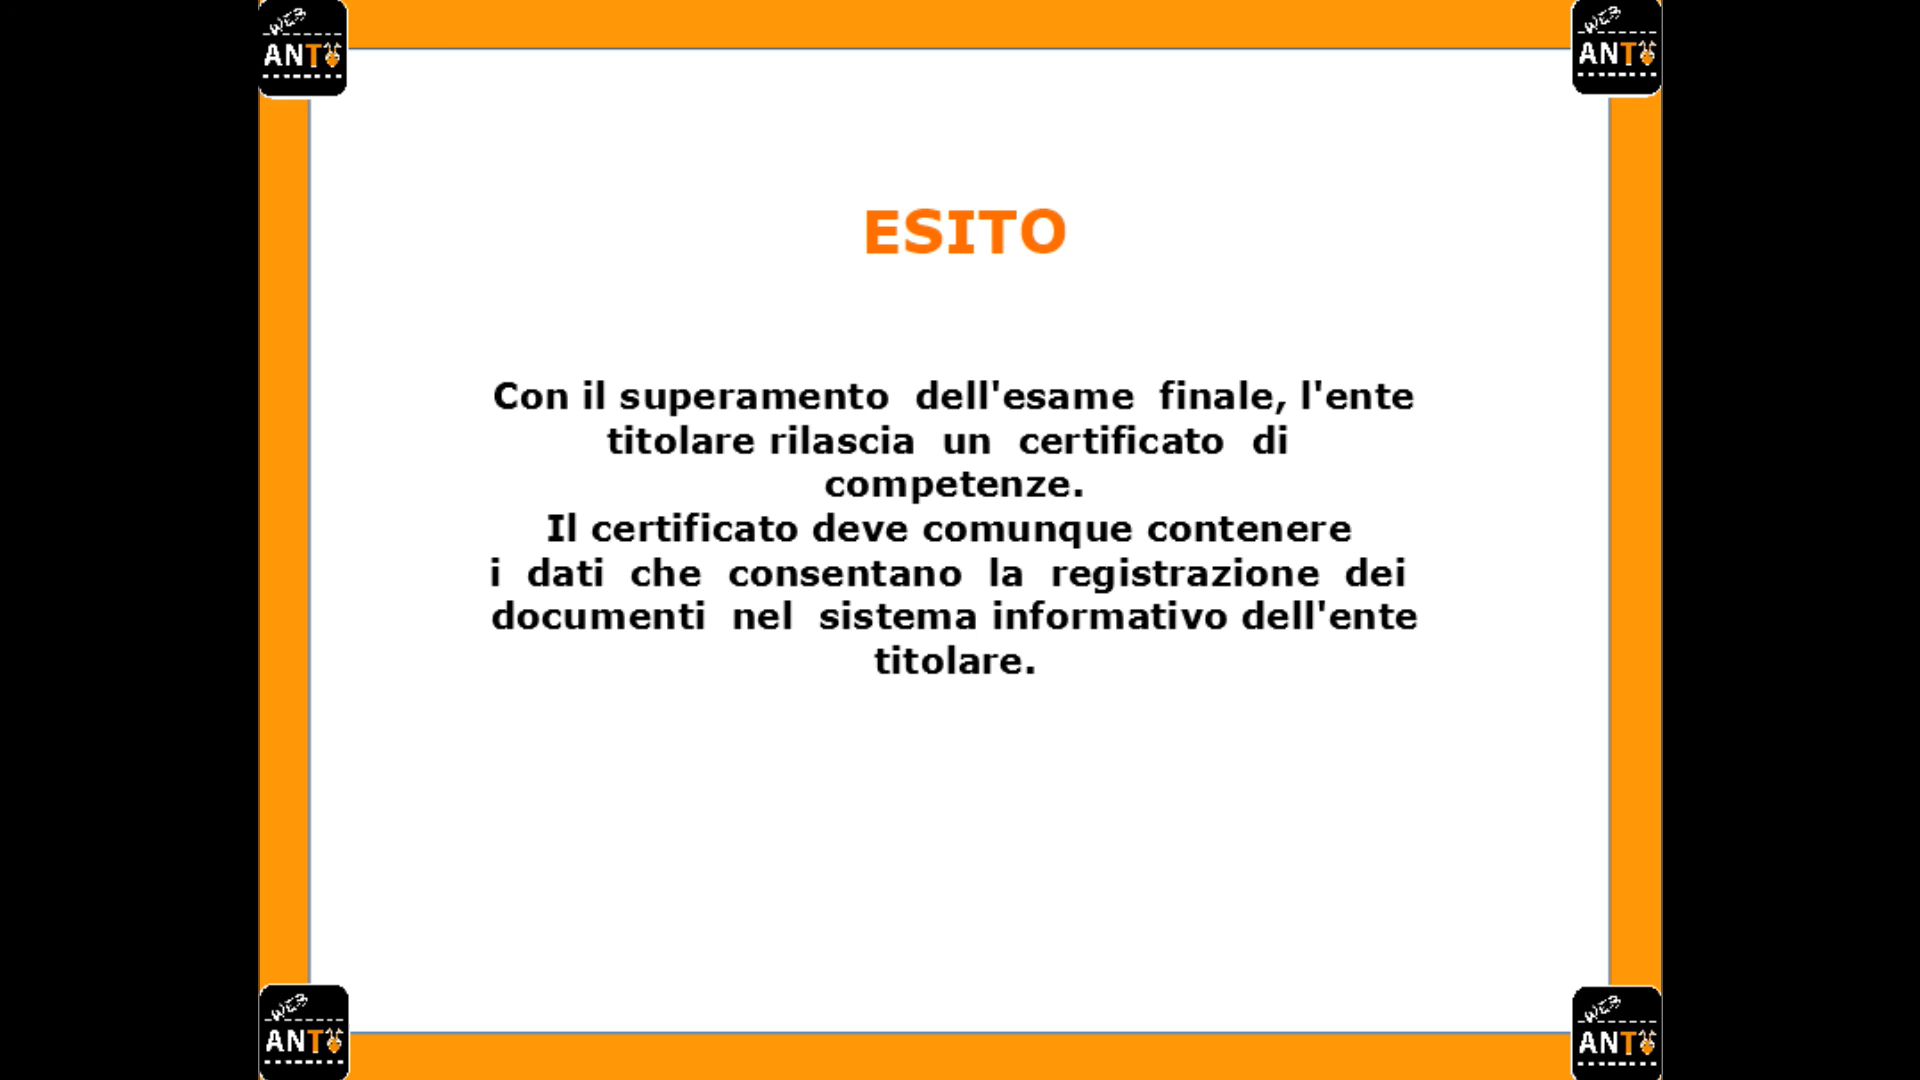 WEB
ANT
WEB
ANT
ESITO
Con il superamento dell'esame finale, l'ente
titolare rilascia un certificato di
competenze.
Il certificato deve comunque contenere
i dati che consentano la registrazione dei
documenti nel sistema informativo dell'ente
titolare.
WEB
ANT
WEB
ANT